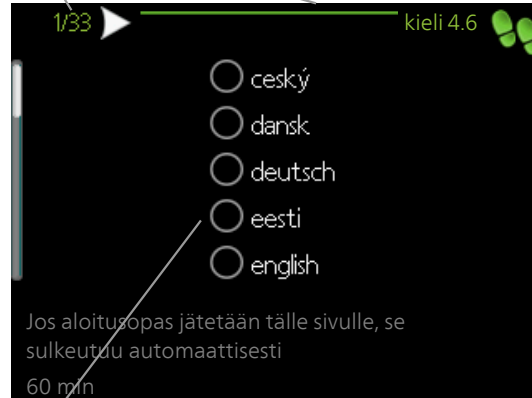 1/33
kieli 4.6
ceský
dansk
deutsch
eesti
english
Jos aloitusopas jätetään tälle sivulle, se
sulkeutuu automaattisesti
60 min